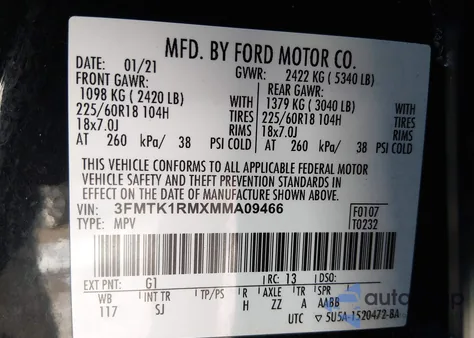 MFD. BY FORD MOTOR CO.
DATE: 01/21 GVWR: 2422 KG ( 5340 LB)
FRONT GAWR: REAR GAWR:
1098 KG ( 2420 LB) WITH 1379 KG ( 3040 LB) WITH
225/60R18 104H TIRES 225/60R18 104H TIRES
18x7.0J RIMS 18x7.0J RIMS
AT 260 kPa/ 38 PSI COLD AT 260 kPa/ 38 PSI COLD
THIS VEHICLE CONFORMS TO ALL APPLICABLE FEDERAL MOTOR
VEHICLE SAFETY AND THEFT PREVENTION STANDARDS IN
EFFECT ON THE DATE OF MANUFACTURE SHOWN ABOVE.
VIN: 3FMTK1RMXMMA09466 F0107
TYPE: MPV T0232
EXT PNT: G1 RC: 13 DSO:
WB INT TR TP/PS R AXLE TR SPR
117 SJ H ZZ A AABB
UTC 5U5A-1520472-BA